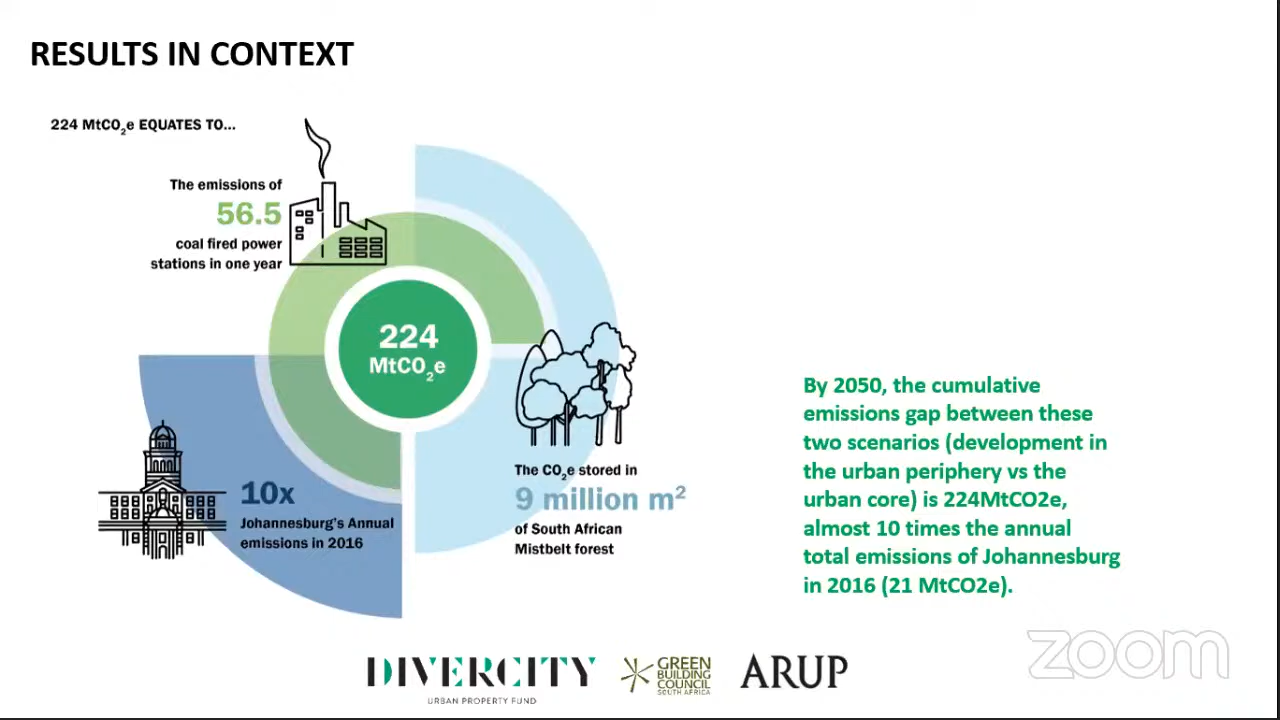 RESULTS IN CONTEXT
224 MtCO₂e EQUATES TO...
The emissions of
56.5
coal fired power
stations in one year
224
MtCO₂e
The CO₂e stored in
9 million m²
of South African
Mistbelt forest
10x
Johannesburg's Annual
emissions in 2016
By 2050, the cumulative
emissions gap between these
two scenarios (development in
the urban periphery vs the
urban core) is 224MtCO2e,
almost 10 times the annual
total emissions of Johannesburg
in 2016 (21 MtCO2e).
DIVERCITY
URBAN PROPERTY FUND
GREEN
BUILDING
COUNCIL
SOUTH AFRICA
ARUP
zoom